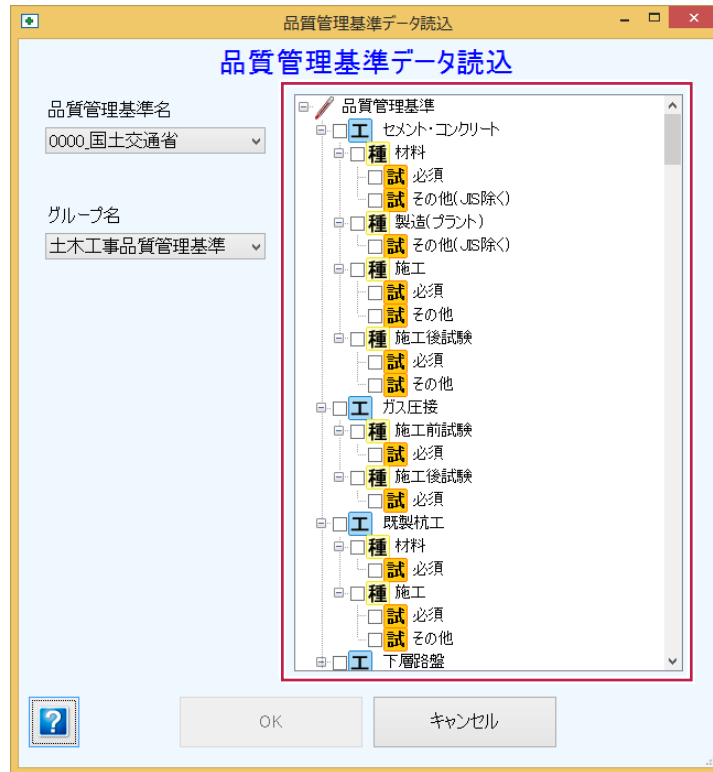 品質管理基準データ読込
品質管理基準データ読込
品質管理基準名
0000_国土交通省
グループ名
土木工事品質管理基準
品質管理基準
工 セメント・コンクリート
種 材料
試 必須
試 その他(JIS除く)
種 製造(プラント)
試 その他(JIS除く)
種 施工
試 必須
試 その他
種 施工後試験
試 必須
試 その他
工 ガス圧接
種 施工前試験
試 必須
種 施工後試験
試 必須
工 既製杭工
種 材料
試 必須
種 施工
試 必須
試 その他
工 下層路盤
?
OK
キャンセル